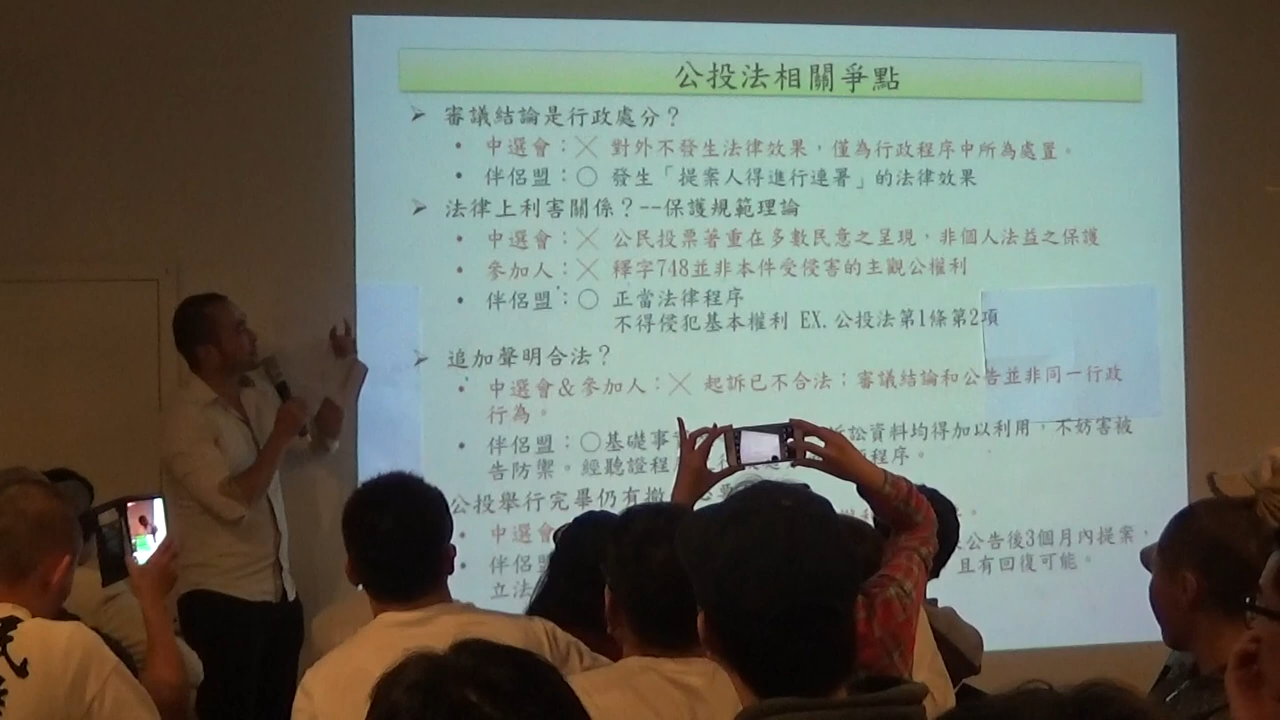 公投法相關爭點
➢ 審議結論是行政處分？
• 中選會：╳ 對外不發生法律效果，僅為行政程序中所為處置。
• 伴侶盟：○ 發生「提案人得進行連署」的法律效果
➢ 法律上利害關係？--保護規範理論
• 中選會：╳ 公民投票著重在多數民意之呈現，非個人法益之保護
• 參加人：╳ 釋字748並非本件受侵害的主觀公權利
• 伴侶盟：○ 正當法律程序
不得侵犯基本權利 EX. 公投法第1條第2項
➢ 追加聲明合法？
• 中選會&參加人：╳ 起訴已不合法；審議結論和公告並非同一行政
行為。
• 伴侶盟：○基礎事 訴訟資料均得加以利用，不妨害被
告防禦。經聽證程 程序。
公投舉行完畢仍有撤
• 中選會
• 伴侶 公告後3個月內提案，
立法 且有回復可能。
民